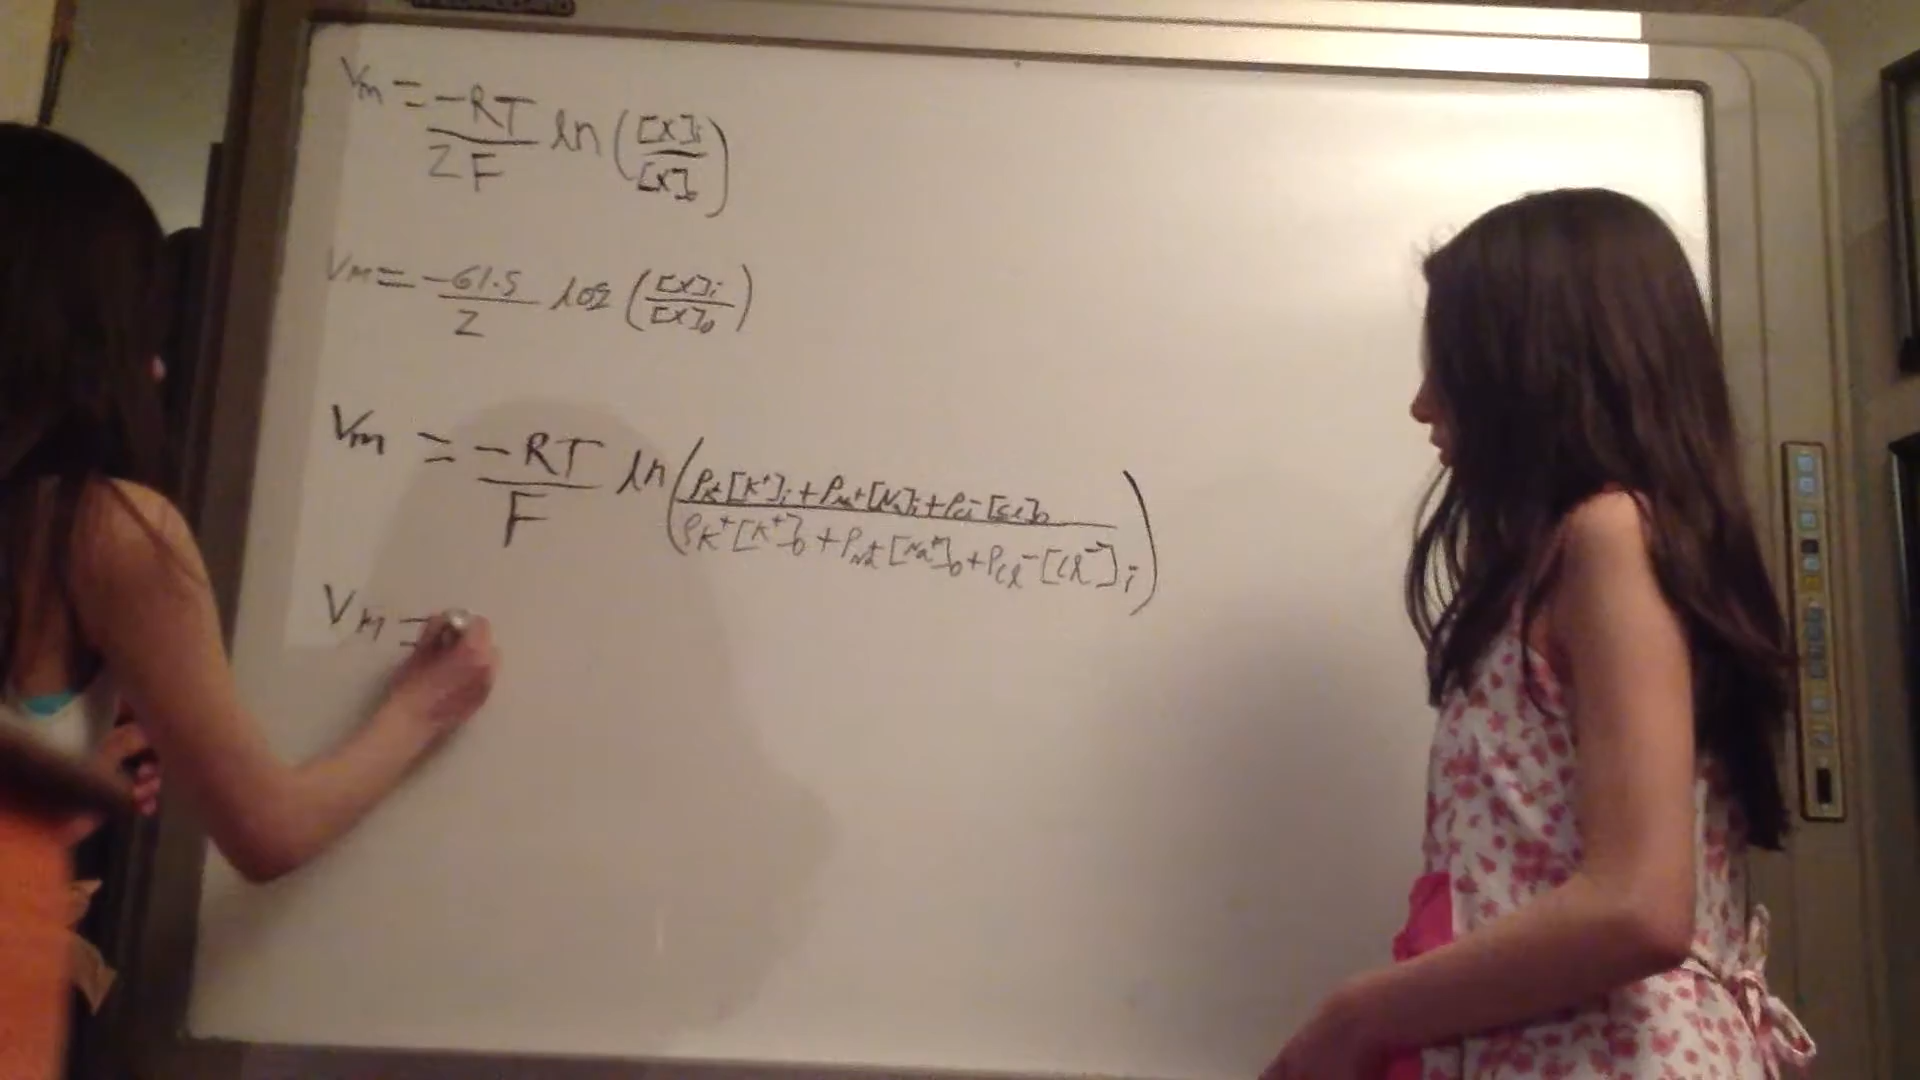 Vm = -RT/ZF ln([X]i/[X]o)
Vm = -61.5/Z log([X]i/[X]o)
Vm = -RT/F ln(PK+[K+]i + PNa+[Na]i + PCl-[Cl]o / PK+[K+]o + PNa+[Na+]o + PCl-[Cl-]i)
Vm =